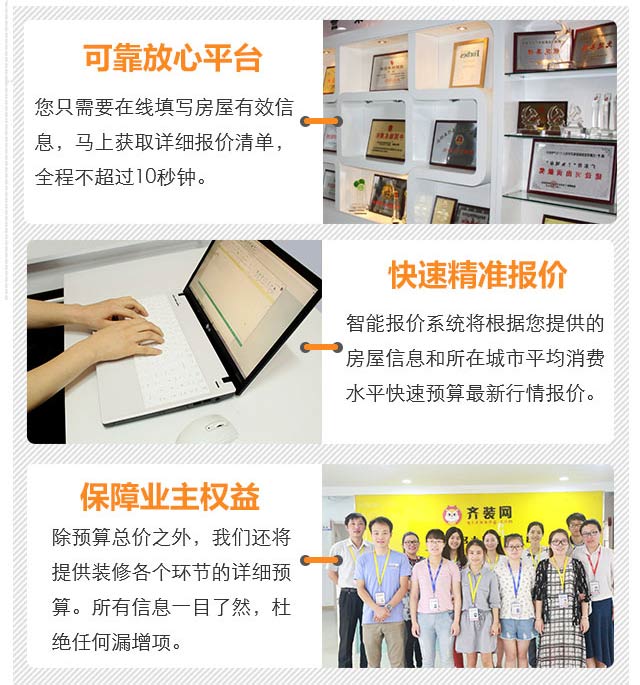 可靠放心平台
您只需要在线填写房屋有效信
息，马上获取详细报价清单，
全程不超过10秒钟。
Forbes
快速精准报价
智能报价系统将根据您提供的
房屋信息和所在城市平均消费
水平快速预算最新行情报价。
保障业主权益
除预算总价之外，我们还将
提供装修各个环节的详细预
算。所有信息一目了然，杜
绝任何漏增项。
齐装网